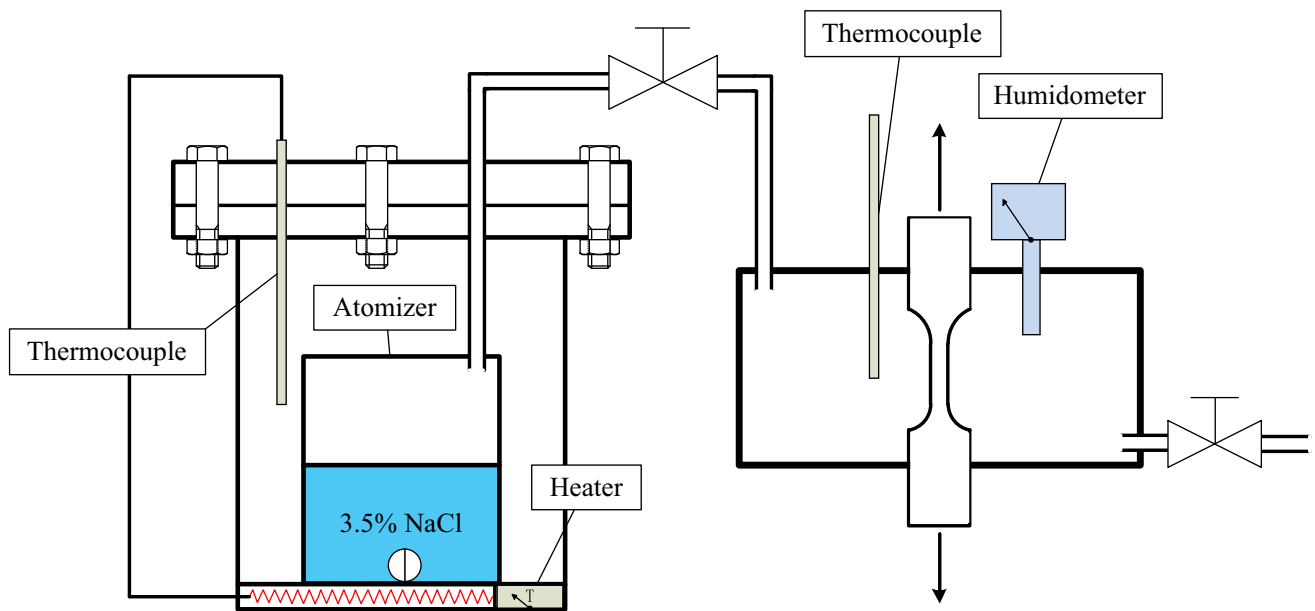 Thermocouple
Humidometer
Atomizer
Thermocouple
Heater
3.5% NaCl
T